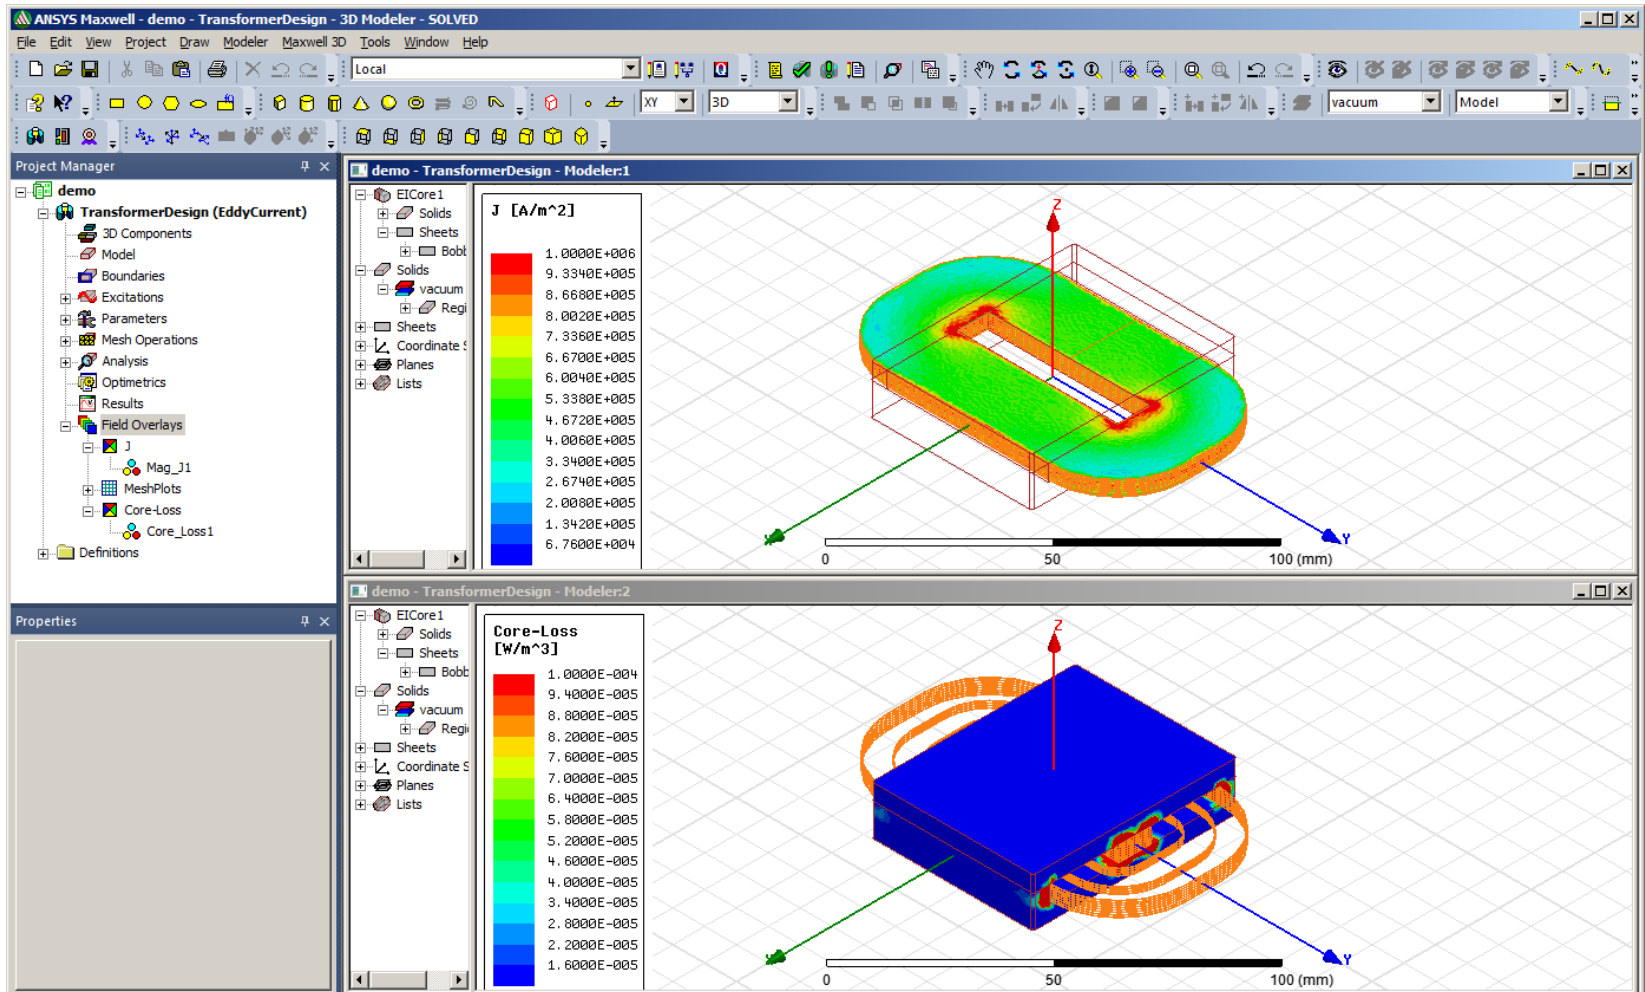 ANSYS Maxwell - demo - TransformerDesign - 3D Modeler - SOLVED
File Edit View Project Draw Modeler Maxwell 3D Tools Window Help
Local
XY 3D vacuum Model
Project Manager
demo
TransformerDesign (EddyCurrent)
3D Components
Model
Boundaries
Excitations
Parameters
Mesh Operations
Analysis
Optimetrics
Results
Field Overlays
J
Mag_J1
MeshPlots
Core-Loss
Core_Loss1
Definitions
Properties
demo - TransformerDesign - Modeler:1
EICore1
Solids
Sheets
Bobb
Solids
vacuum
Regi
Sheets
Coordinate S
Planes
Lists
J [A/m^2]
1.0000E+006
9.3340E+005
8.6680E+005
8.0020E+005
7.3360E+005
6.6700E+005
6.0040E+005
5.3380E+005
4.6720E+005
4.0060E+005
3.3400E+005
2.6740E+005
2.0080E+005
1.3420E+005
6.7600E+004
Z
X
Y
0 50 100 (mm)
demo - TransformerDesign - Modeler:2
EICore1
Solids
Sheets
Bobb
Solids
vacuum
Regi
Sheets
Coordinate S
Planes
Lists
Core-Loss
[W/m^3]
1.0000E-004
9.4000E-005
8.8000E-005
8.2000E-005
7.6000E-005
7.0000E-005
6.4000E-005
5.8000E-005
5.2000E-005
4.6000E-005
4.0000E-005
3.4000E-005
2.8000E-005
2.2000E-005
1.6000E-005
Z
X
Y
0 50 100 (mm)